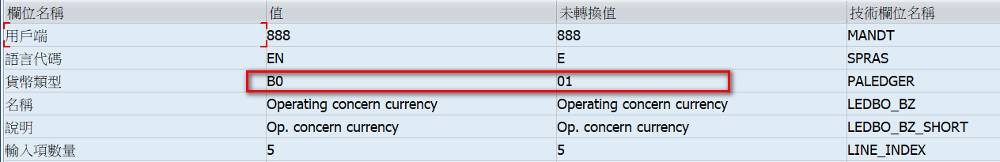 欄位名稱 值 未轉換值 技術欄位名稱
用戶端 888 888 MANDT
語言代碼 EN E SPRAS
貨幣類型 B0 01 PALEDGER
名稱 Operating concern currency Operating concern currency LEDBO_BZ
說明 Op. concern currency Op. concern currency LEDBO_BZ_SHORT
輸入項數量 5 5 LINE_INDEX